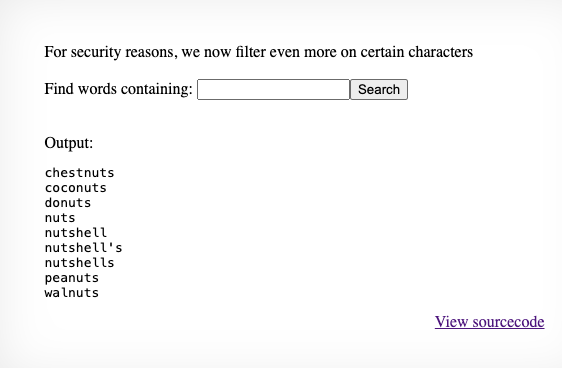 For security reasons, we now filter even more on certain characters
Find words containing: Search
Output:
chestnuts
coconuts
donuts
nuts
nutshell
nutshell's
nutshells
peanuts
walnuts
View sourcecode